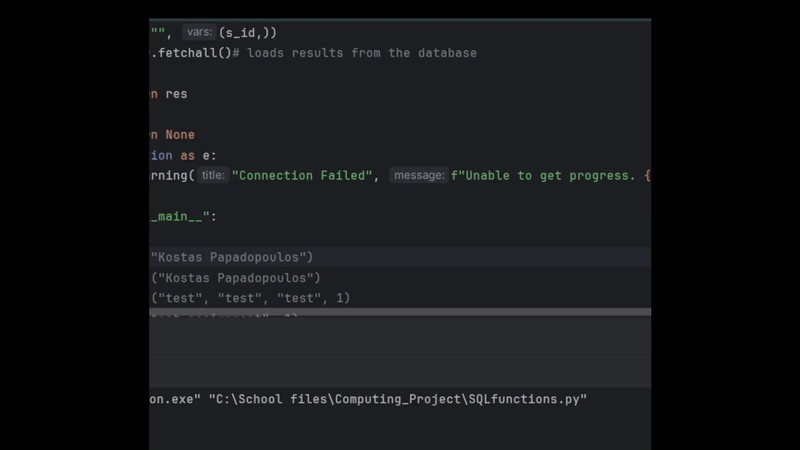 "", vars: (s_id,))
.fetchall()# loads results from the database
n res
n None
ion as e:
rning( title: "Connection Failed", message: f"Unable to get progress. {
_main__":
"Kostas Papadopoulos")
("Kostas Papadopoulos")
("test", "test", "test", 1)
on.exe" "C:\School files\Computing_Project\SQLfunctions.py"